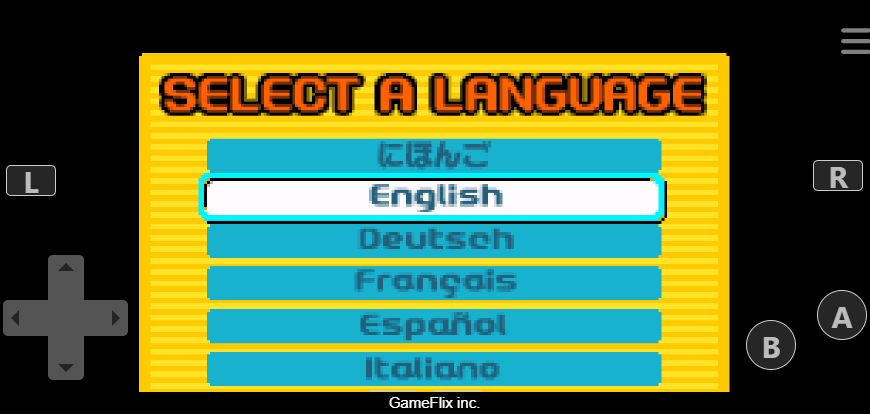 SELECT A LANGUAGE
にほんご
L
R
English
Deutsch
Français
Español
A
B
Italiano
GameFlix inc.